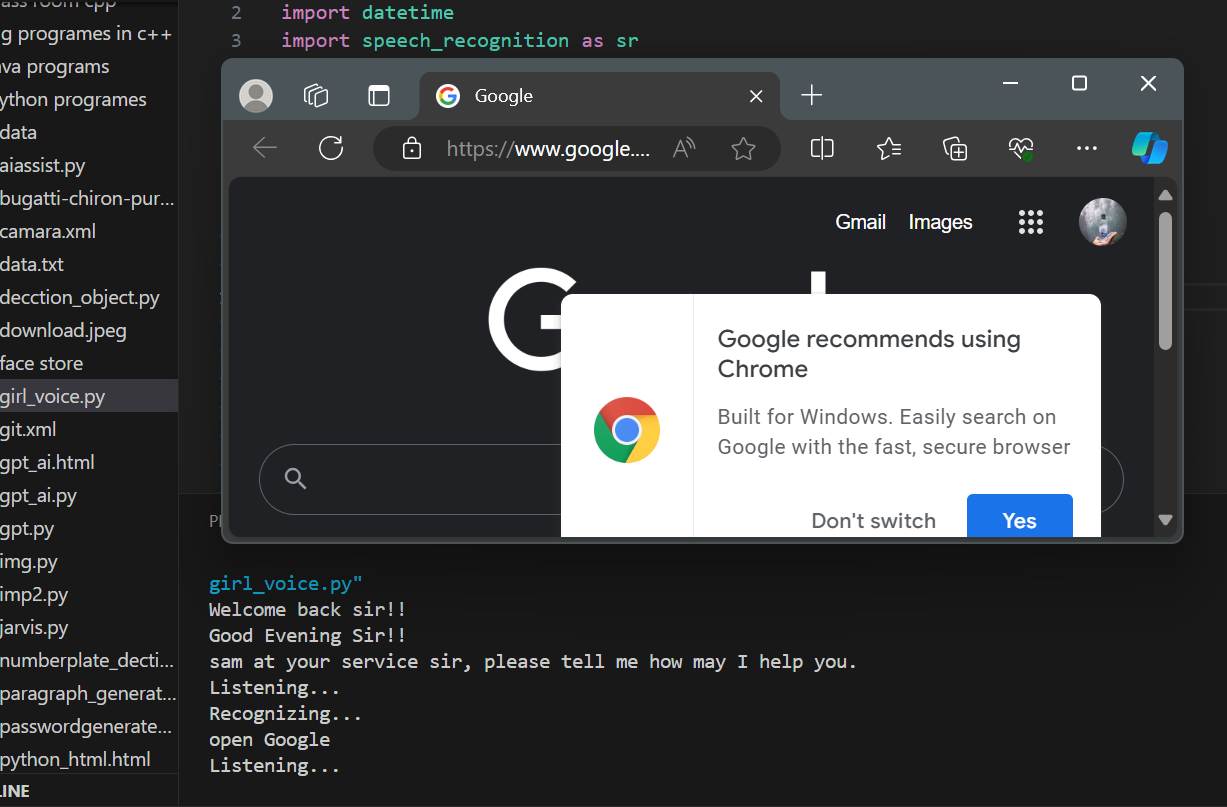 ass room cpp
g programes in c++
ava programs
ython programes
data
aiassist.py
bugatti-chiron-pur...
camara.xml
data.txt
decction_object.py
download.jpeg
face store
girl_voice.py
git.xml
gpt_ai.html
gpt_ai.py
gpt.py
img.py
imp2.py
jarvis.py
numberplate_decti...
paragraph_generat...
passwordgenerate...
python_html.html
LINE
2 import datetime
3 import speech_recognition as sr
Google
https://www.google....
Gmail Images
G
Google recommends using
Chrome
Built for Windows. Easily search on
Google with the fast, secure browser
Don't switch Yes
girl_voice.py"
Welcome back sir!!
Good Evening Sir!!
sam at your service sir, please tell me how may I help you.
Listening...
Recognizing...
open Google
Listening...